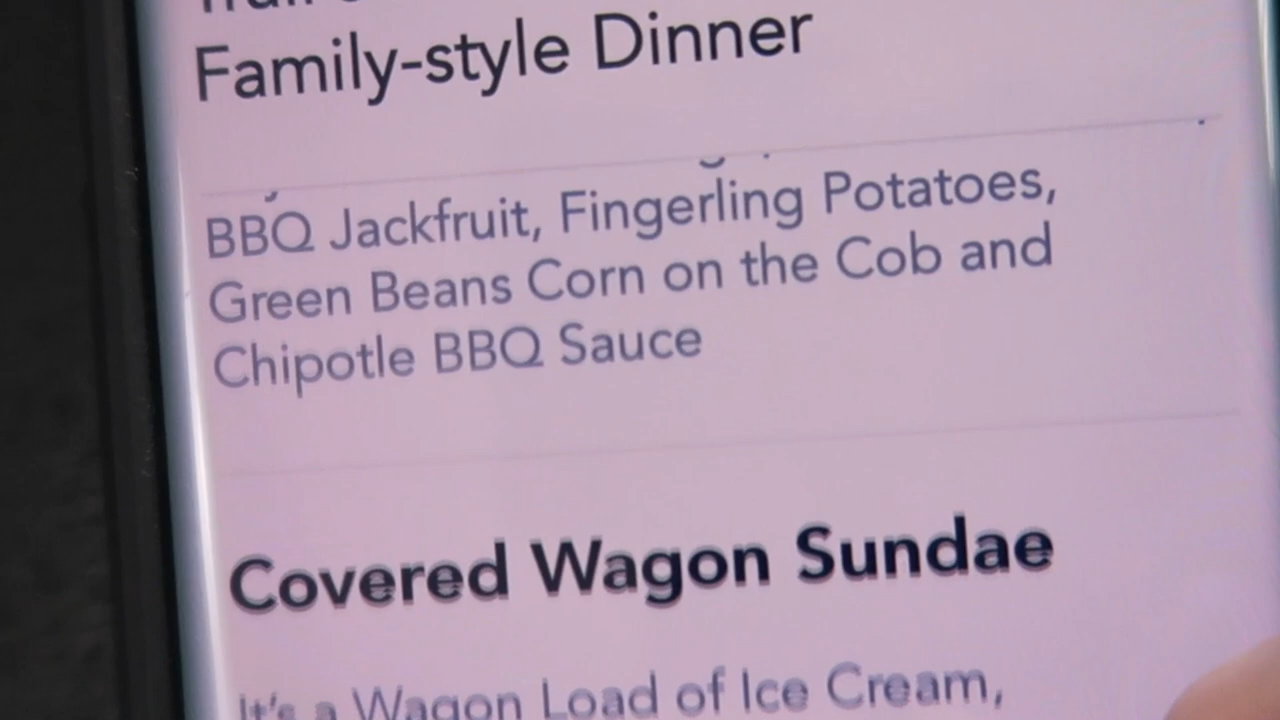 Family-style Dinner
BBQ Jackfruit, Fingerling Potatoes,
Green Beans Corn on the Cob and
Chipotle BBQ Sauce
Covered Wagon Sundae
It's a Wagon Load of Ice Cream,